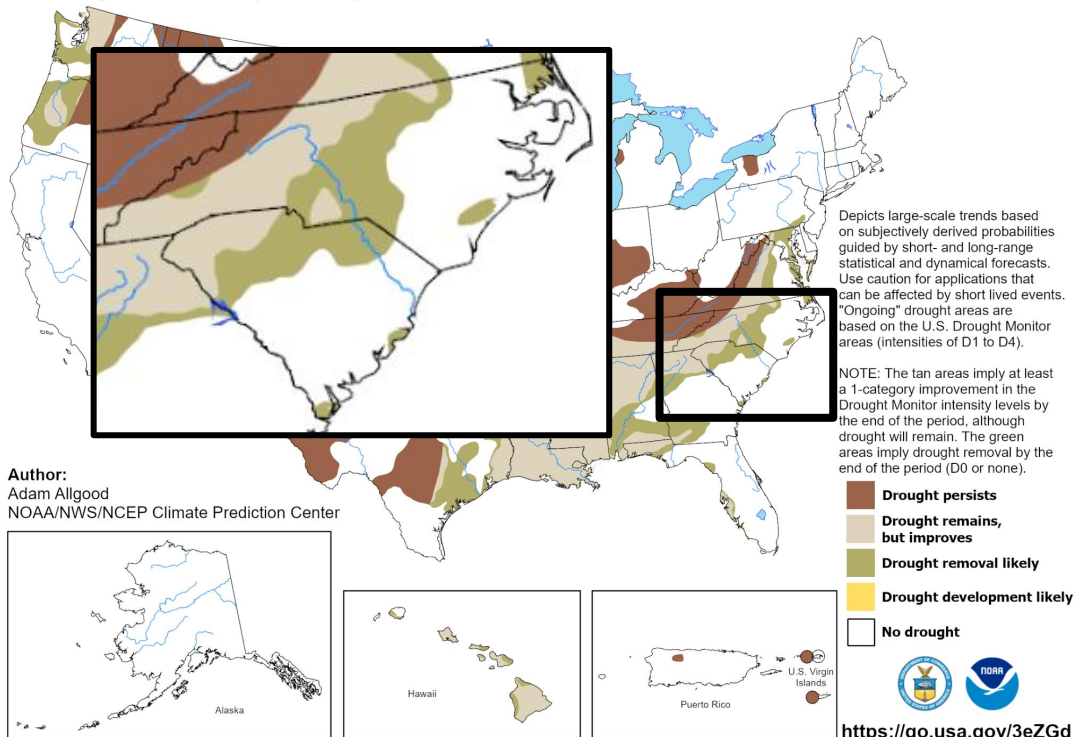 Depicts large-scale trends based
on subjectively derived probabilities
guided by short- and long-range
statistical and dynamical forecasts.
Use caution for applications that
can be affected by short lived events.
"Ongoing" drought areas are
based on the U.S. Drought Monitor
areas (intensities of D1 to D4).
NOTE: The tan areas imply at least
a 1-category improvement in the
Drought Monitor intensity levels by
the end of the period, although
drought will remain. The green
areas imply drought removal by the
end of the period (D0 or none).
Author:
Adam Allgood
NOAA/NWS/NCEP Climate Prediction Center
Drought persists
Drought remains,
but improves
Drought removal likely
Drought development likely
No drought
Alaska
Hawaii
Puerto Rico
U.S. Virgin
Islands
NOAA
https://go.usa.gov/3eZGd